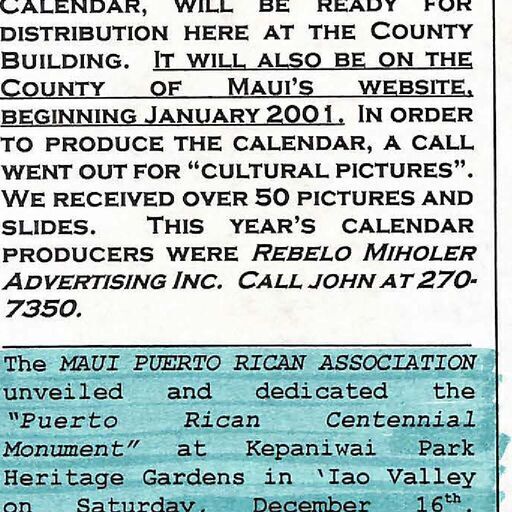 CALENDAR, WILL BE READY FOR
DISTRIBUTION HERE AT THE COUNTY
BUILDING. IT WILL ALSO BE ON THE
COUNTY OF MAUI'S WEBSITE,
BEGINNING JANUARY 2001. IN ORDER
TO PRODUCE THE CALENDAR, A CALL
WENT OUT FOR "CULTURAL PICTURES".
WE RECEIVED OVER 50 PICTURES AND
SLIDES. THIS YEAR'S CALENDAR
PRODUCERS WERE REBELO MIHOLER
ADVERTISING INC. CALL JOHN AT 270-
7350.
The MAUI PUERTO RICAN ASSOCIATION
unveiled and dedicated the
"Puerto Rican Centennial
Monument" at Kepaniwai Park
Heritage Gardens in 'Iao Valley
on Saturday, December 16th.